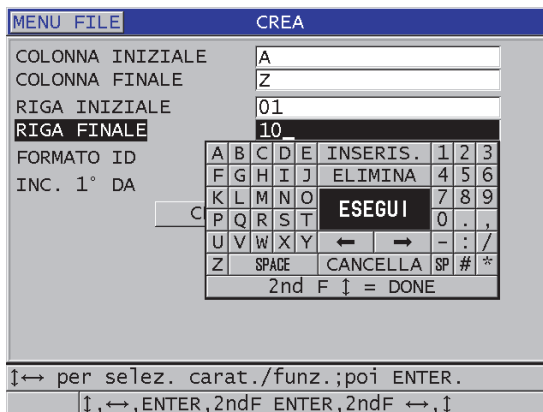 MENU FILE CREA
COLONNA INIZIALE A
COLONNA FINALE Z
RIGA INIZIALE 01
RIGA FINALE 10_
FORMATO ID
INC. 1° DA
A B C D E INSERIS. 1 2 3
F G H I J ELIMINA 4 5 6
K L M N O ESEGUI 7 8 9
P Q R S T 0 . ,
U V W X Y ← → - : /
Z SPACE CANCELLA SP # *
2nd F ↕ = DONE
↕↔ per selez. carat./funz.;poi ENTER.
↕,↔,ENTER,2ndF ENTER,2ndF ↔,↕